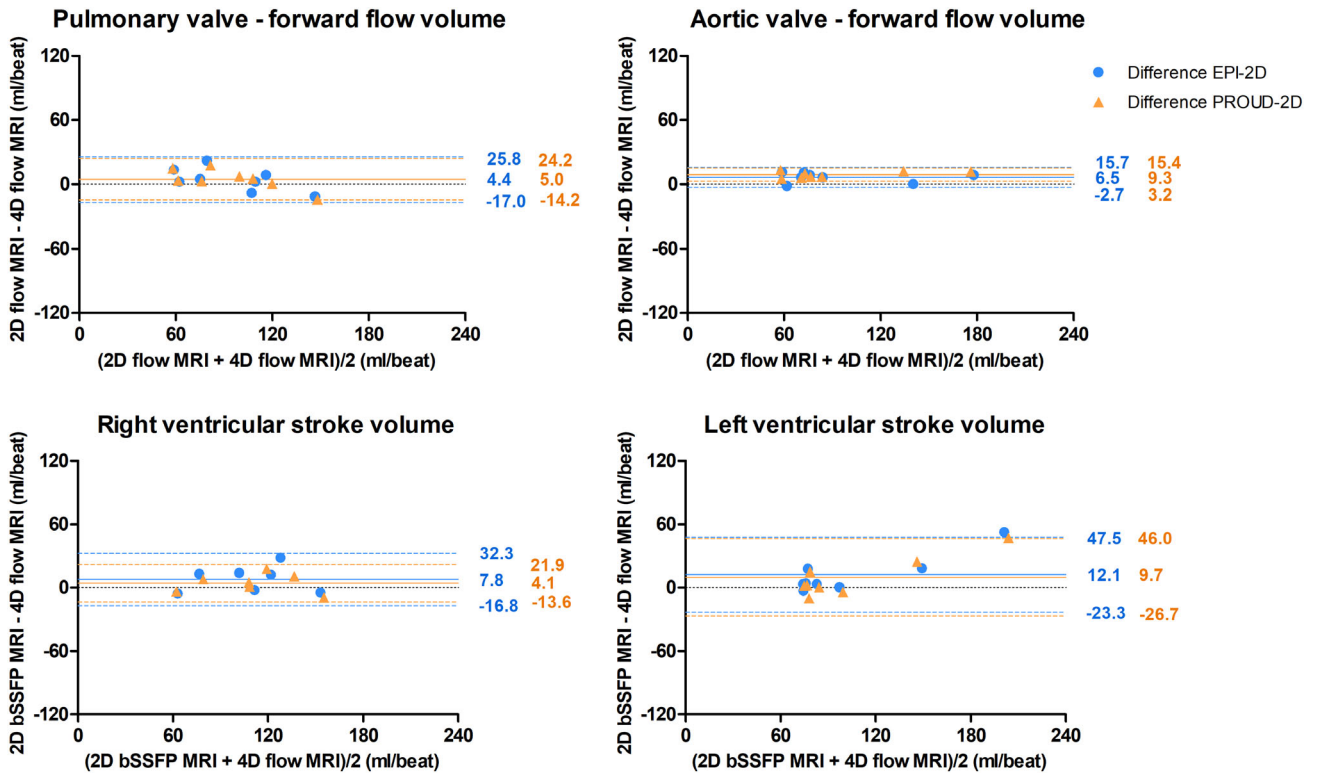 Pulmonary valve - forward flow volume
2D flow MRI - 4D flow MRI (ml/beat)
120
60
0
-60
-120
25.8 24.2
4.4 5.0
-17.0 -14.2
0 60 120 180 240
(2D flow MRI + 4D flow MRI)/2 (ml/beat)
Aortic valve - forward flow volume
2D flow MRI - 4D flow MRI (ml/beat)
120
60
0
-60
-120
Difference EPI-2D
Difference PROUD-2D
15.7 15.4
6.5 9.3
-2.7 3.2
0 60 120 180 240
(2D flow MRI + 4D flow MRI)/2 (ml/beat)
Right ventricular stroke volume
2D bSSFP MRI - 4D flow MRI (ml/beat)
120
60
0
-60
-120
32.3 21.9
7.8 4.1
-16.8 -13.6
0 60 120 180 240
(2D bSSFP MRI + 4D flow MRI)/2 (ml/beat)
Left ventricular stroke volume
2D bSSFP MRI - 4D flow MRI (ml/beat)
120
60
0
-60
-120
47.5 46.0
12.1 9.7
-23.3 -26.7
0 60 120 180 240
(2D bSSFP MRI + 4D flow MRI)/2 (ml/beat)